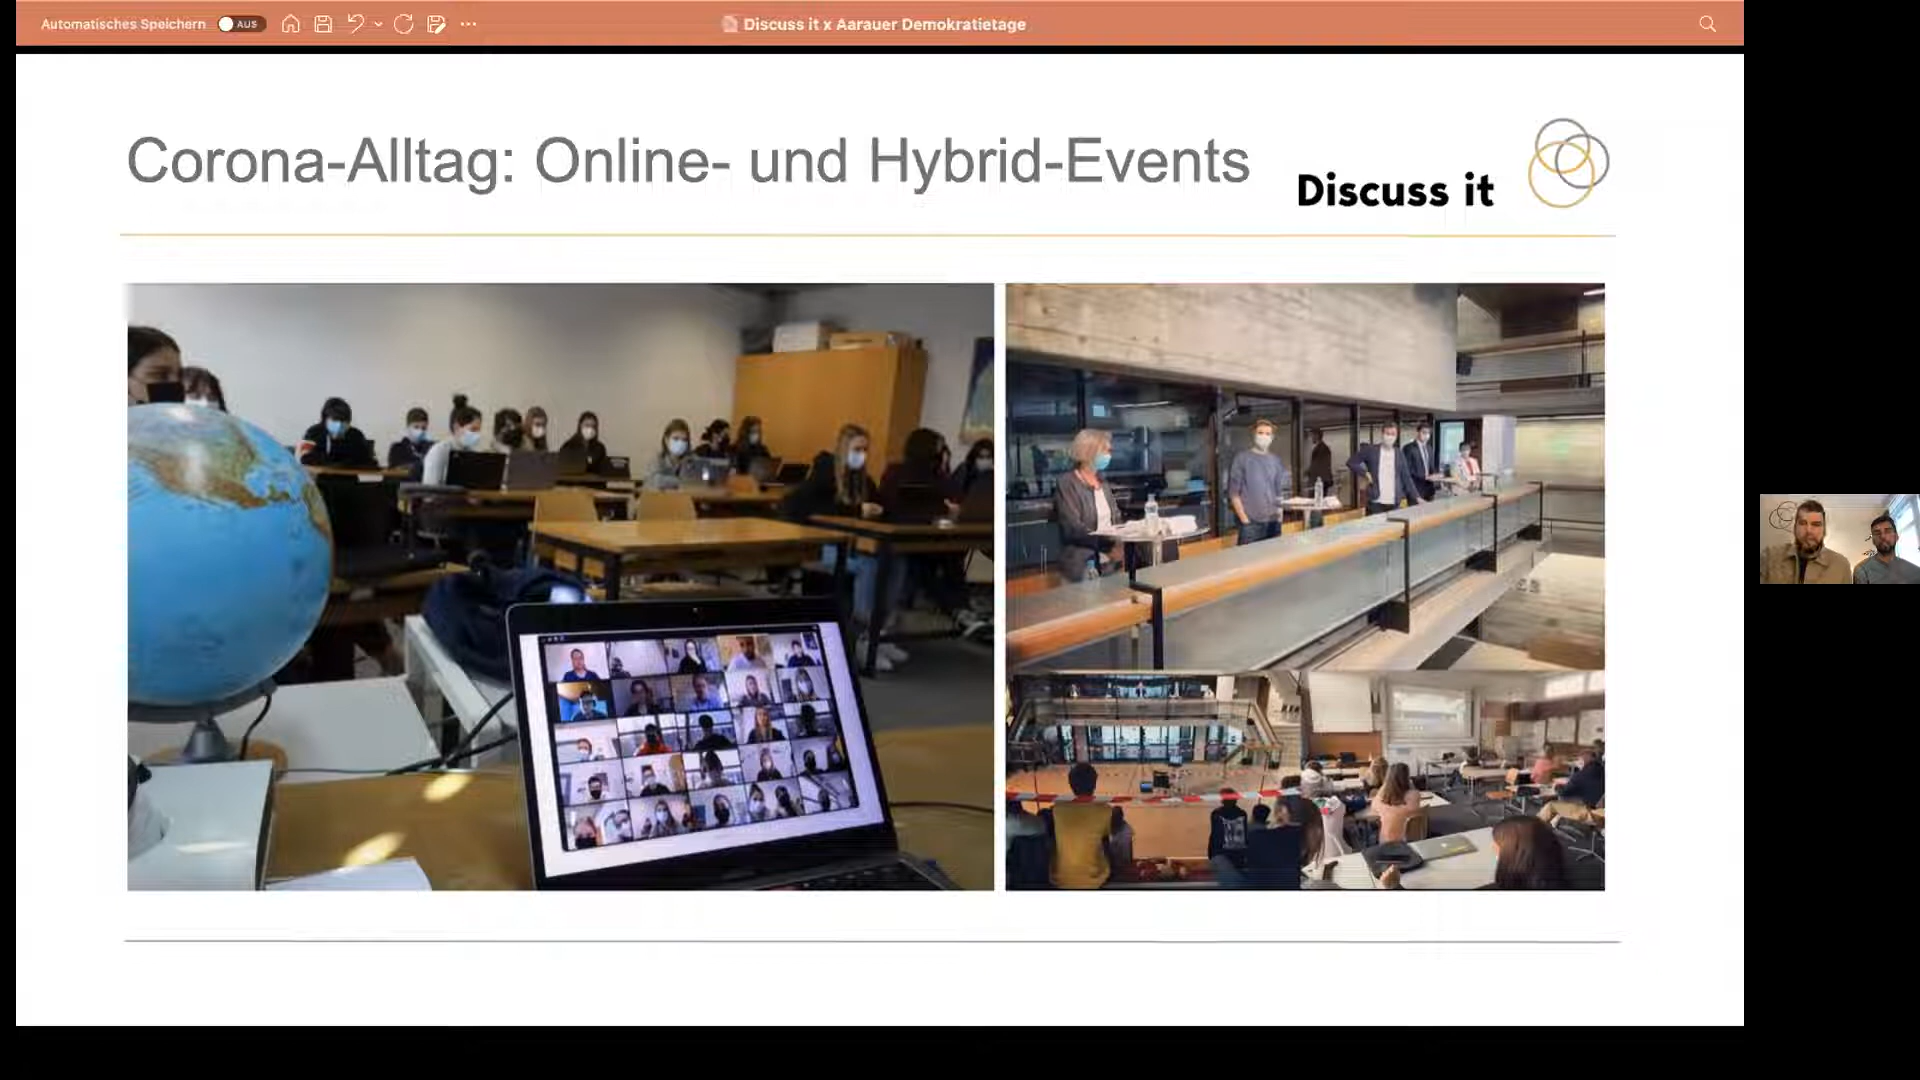 Automatisches Speichern AUS
Discuss it x Aarauer Demokratietage
Corona-Alltag: Online- und Hybrid-Events
Discuss it